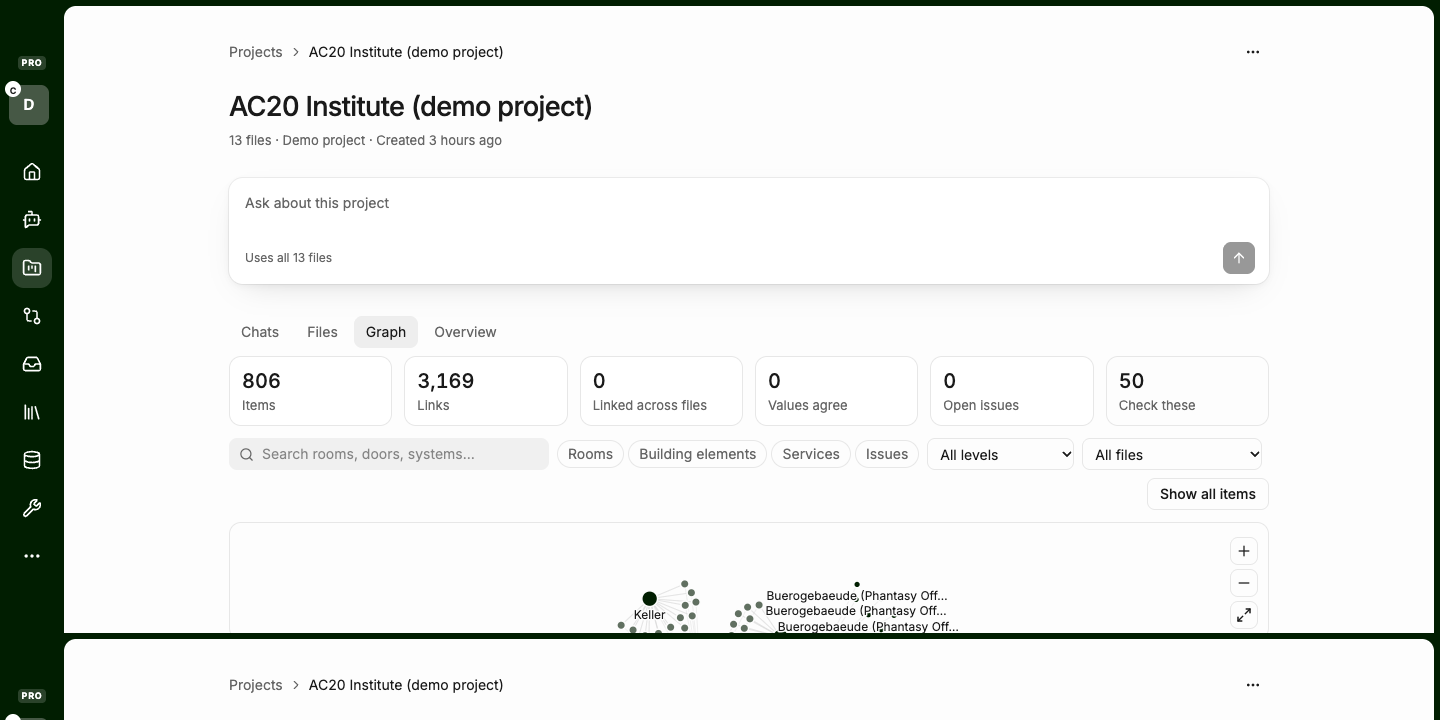 PRO
C
D
Projects > AC20 Institute (demo project)
AC20 Institute (demo project)
13 files · Demo project · Created 3 hours ago
Ask about this project
Uses all 13 files
Chats Files Graph Overview
806 3,169 0 0 0 50
Items Links Linked across files Values agree Open issues Check these
Search rooms, doors, systems... Rooms Building elements Services Issues All levels All files
Show all items
Buerogebaeude (Phantasy Off...
Keller Buerogebaeude (Phantasy Off...
Buerogebaeude (Phantasy Off...
Projects > AC20 Institute (demo project)
PRO